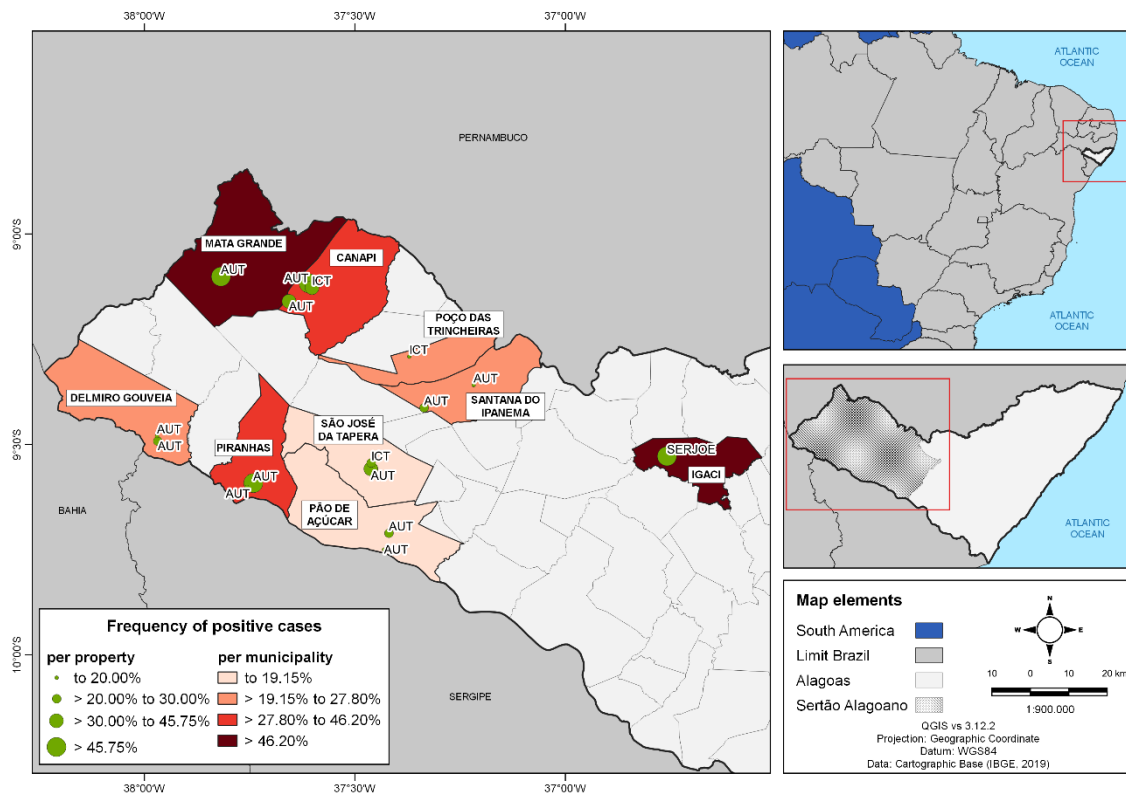 38°00'W
37°30'W
37°00'W
PERNAMBUCO
9°00'S
9°00'S
MATA GRANDE
CANAPI
AUT
AUT
ICT
AUT
POÇO DAS
TRINCHEIRAS
ICT
AUT
AUT
SANTANA DO
IPANEMA
DELMIRO GOUVEIA
AUT
AUT
SÃO JOSÉ
DA TAPERA
PIRANHAS
ICT
AUT
AUT
AUT
9°30'S
9°30'S
SERJOE
IGACI
BAHIA
PÃO DE
AÇÚCAR
AUT
AUT
10°00'S
10°00'S
SERGIPE
Frequency of positive cases
per property
to 20.00%
> 20.00% to 30.00%
> 30.00% to 45.75%
> 45.75%
per municipality
to 19.15%
> 19.15% to 27.80%
> 27.80% to 46.20%
> 46.20%
38°00'W
37°30'W
37°00'W
ATLANTIC
OCEAN
ATLANTIC
OCEAN
ATLANTIC
OCEAN
Map elements
South America
Limit Brazil
Alagoas
Sertão Alagoano
N
W
E
S
10 0 10 20 km
1:900.000
QGIS vs 3.12.2
Projection: Geographic Coordinate
Datum: WGS84
Data: Cartographic Base (IBGE, 2019)